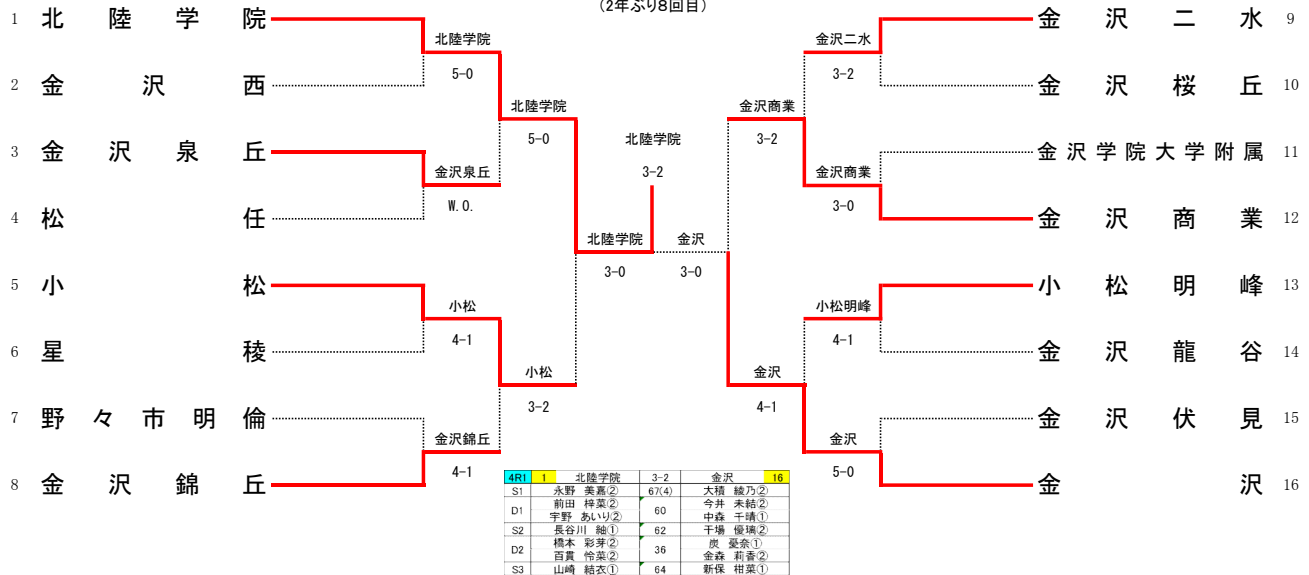 (2年ぶり8回目)
1 北陸学院
2 金沢西
3 金沢泉丘
4 松任
5 小松
6 星稜
7 野々市明倫
8 金沢錦丘
北陸学院
5-0
金沢泉丘
W.O.
小松
4-1
金沢錦丘
4-1
北陸学院
5-0
小松
3-2
北陸学院
3-0
北陸学院
3-2
金沢
3-0
金沢商業
3-2
金沢
4-1
金沢二水
3-2
金沢商業
3-0
小松明峰
4-1
金沢
5-0
金沢二水 9
金沢桜丘 10
金沢学院大学附属 11
金沢商業 12
小松明峰 13
金沢龍谷 14
金沢伏見 15
金沢 16
4R1 1 北陸学院 3-2 金沢 16
S1 永野 美嘉② 67(4) 大積 綾乃②
D1 前田 梓菜② 60 今井 未結②
宇野 あいり② 中森 千晴①
S2 長谷川 紬① 62 干場 優璃②
D2 橋本 彩芽② 36 炭 憂奈①
百貫 怜菜② 金森 莉香②
S3 山崎 結衣① 64 新保 柑菜①